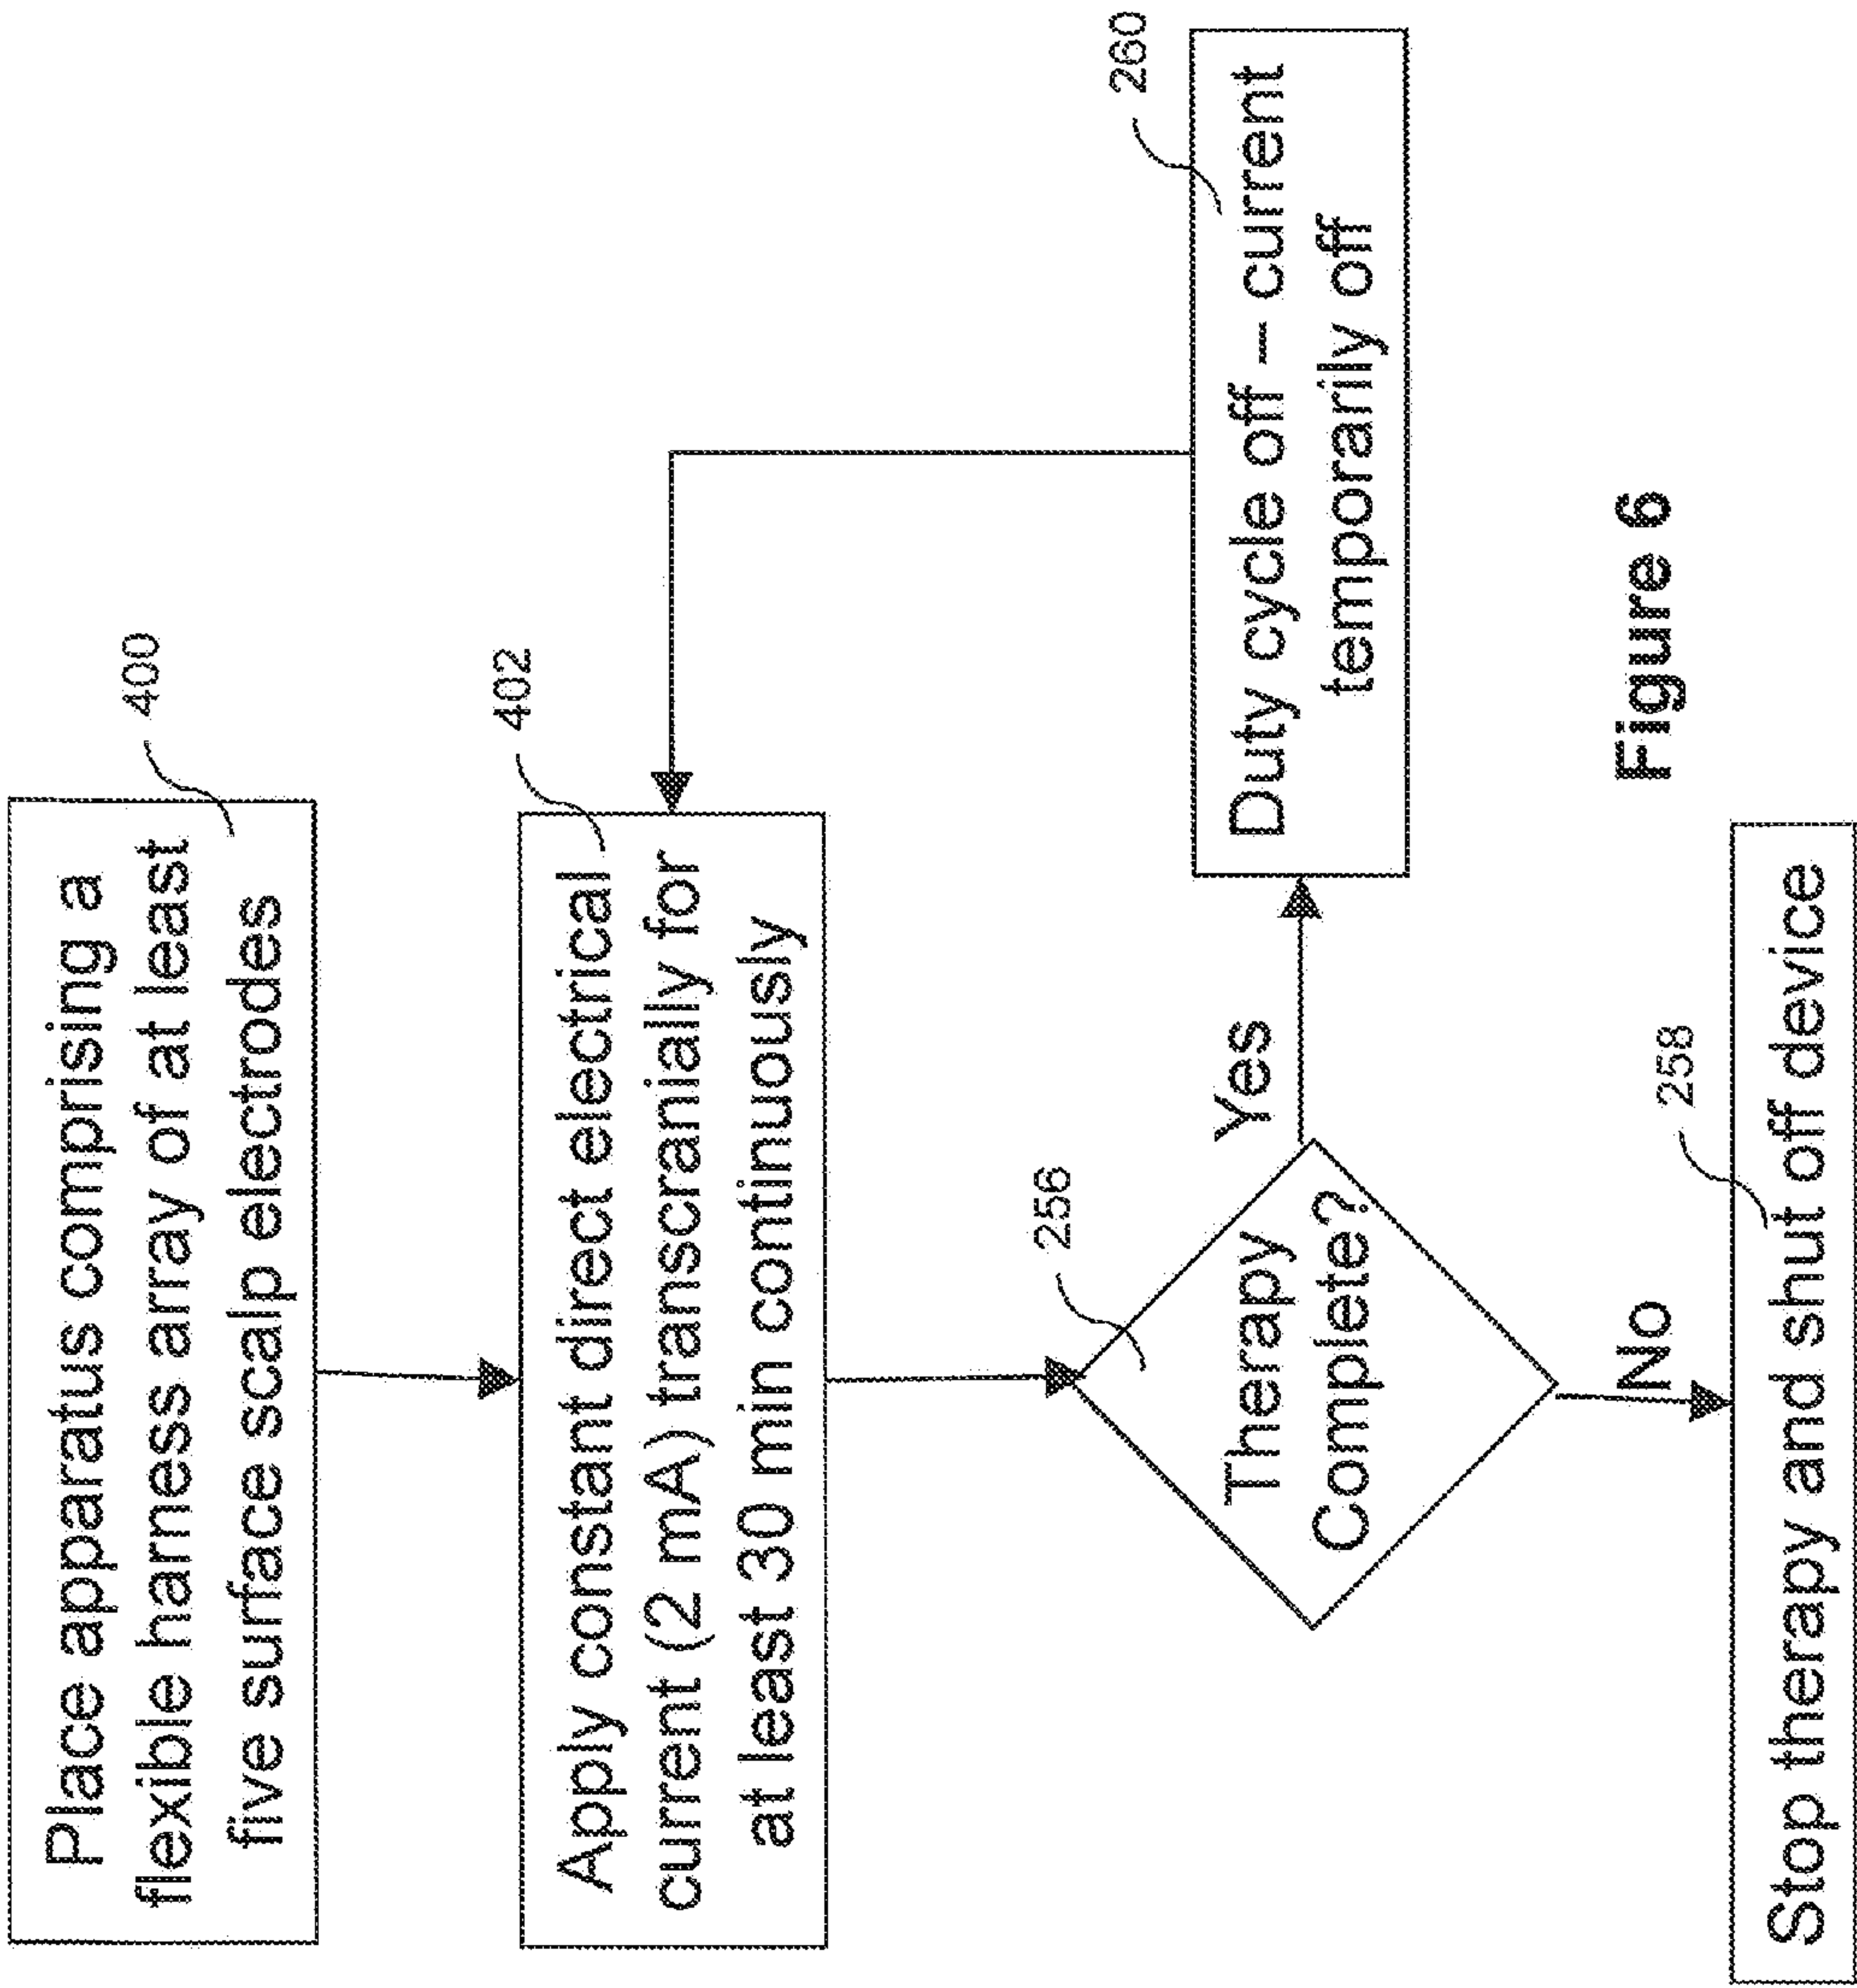 Place apparatus comprising a
flexible harness array of at least
five surface scalp electrodes
400
Apply constant direct electrical
current (2 mA) transcranially for
at least 30 min continuously
402
Therapy
Complete?
256
Yes
Duty cycle off – current
temporarily off
260
No
Stop therapy and shut off device
258
Figure 6